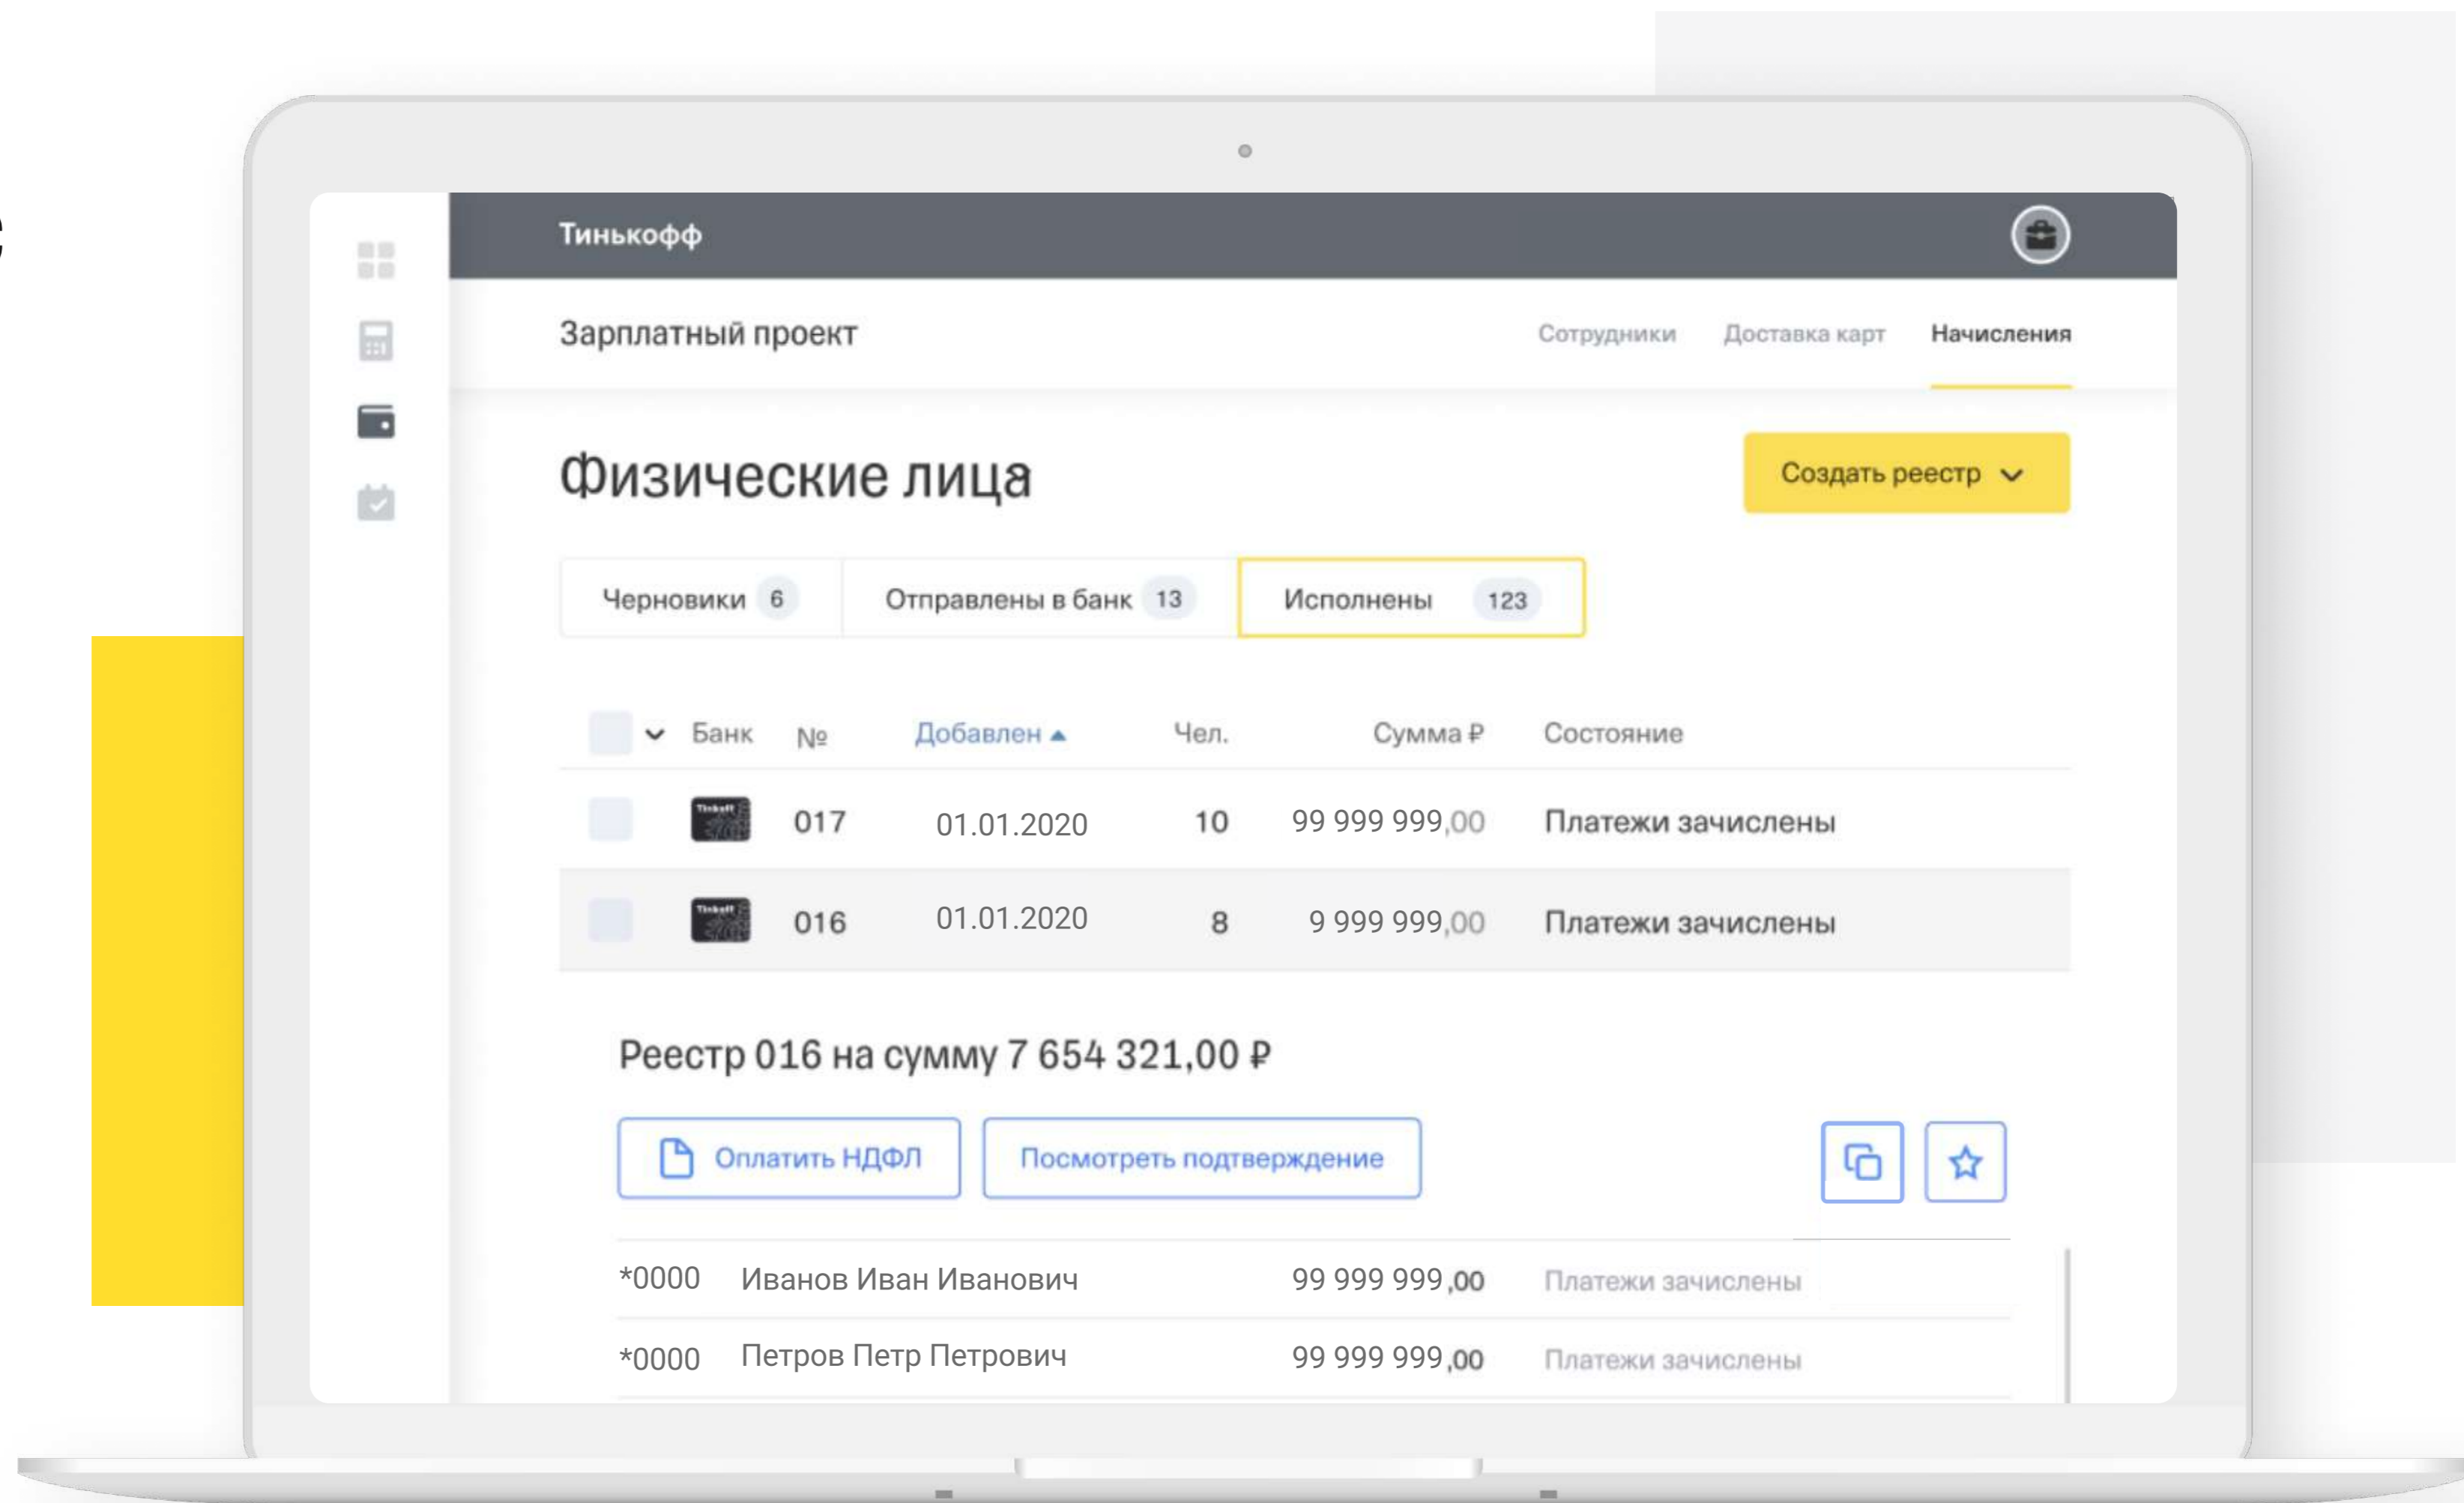 Тинькофф
Зарплатный проект Сотрудники Доставка карт Начисления
Физические лица Создать реестр
Черновики 6 Отправлены в банк 13 Исполнены 123
Банк № Добавлен Чел. Сумма ₽ Состояние
Tinkoff 017 01.01.2020 10 99 999 999,00 Платежи зачислены
Tinkoff 016 01.01.2020 8 9 999 999,00 Платежи зачислены
Реестр 016 на сумму 7 654 321,00 ₽
Оплатить НДФЛ Посмотреть подтверждение
*0000 Иванов Иван Иванович 99 999 999,00 Платежи зачислены
*0000 Петров Петр Петрович 99 999 999,00 Платежи зачислены